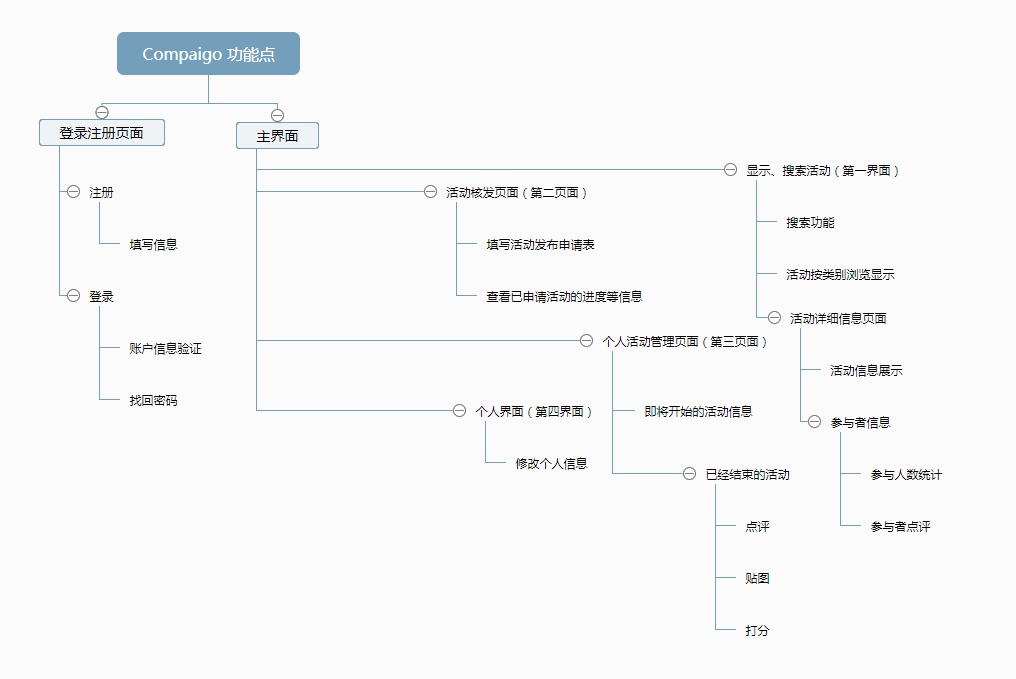 Compaigo 功能点
登录注册页面
注册
填写信息
登录
账户信息验证
找回密码
主界面
显示、搜索活动（第一界面）
搜索功能
活动按类别浏览显示
活动详细信息页面
活动信息展示
参与者信息
参与人数统计
参与者点评
活动核发页面（第二页面）
填写活动发布申请表
查看已申请活动的进度等信息
个人活动管理页面（第三页面）
即将开始的活动信息
已经结束的活动
点评
贴图
打分
个人界面（第四界面）
修改个人信息